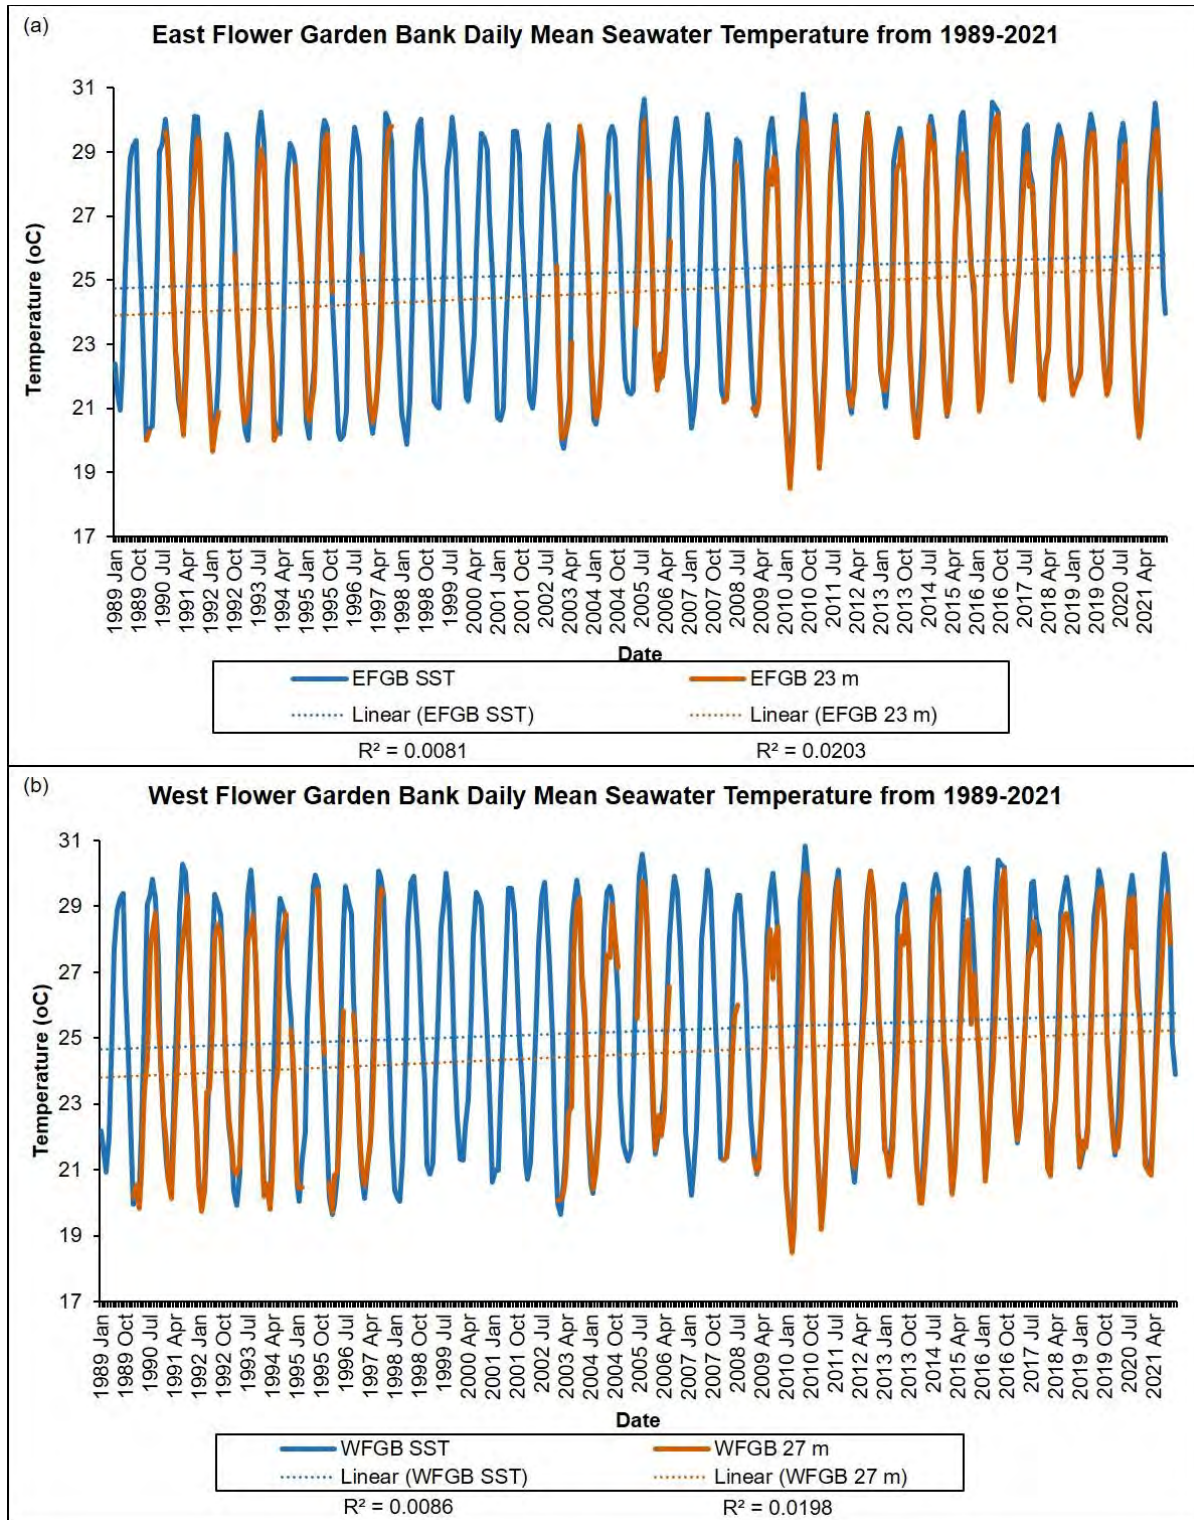 (a)
East Flower Garden Bank Daily Mean Seawater Temperature from 1989-2021
31
29
27
25
23
21
19
17
Temperature (oC)
1989 Jan
1989 Oct
1990 Jul
1991 Apr
1992 Jan
1992 Oct
1993 Jul
1994 Apr
1995 Jan
1995 Oct
1996 Jul
1997 Apr
1998 Jan
1998 Oct
1999 Jul
2000 Apr
2001 Jan
2001 Oct
2002 Jul
2003 Apr
2004 Jan
2004 Oct
2005 Jul
2006 Apr
2007 Jan
2007 Oct
2008 Jul
2009 Apr
2010 Jan
2010 Oct
2011 Jul
2012 Apr
2013 Jan
2013 Oct
2014 Jul
2015 Apr
2016 Jan
2016 Oct
2017 Jul
2018 Apr
2019 Jan
2019 Oct
2020 Jul
2021 Apr
Date
EFGB SST EFGB 23 m
Linear (EFGB SST) Linear (EFGB 23 m)
R² = 0.0081 R² = 0.0203
(b)
West Flower Garden Bank Daily Mean Seawater Temperature from 1989-2021
31
29
27
25
23
21
19
17
Temperature (oC)
1989 Jan
1989 Oct
1990 Jul
1991 Apr
1992 Jan
1992 Oct
1993 Jul
1994 Apr
1995 Jan
1995 Oct
1996 Jul
1997 Apr
1998 Jan
1998 Oct
1999 Jul
2000 Apr
2001 Jan
2001 Oct
2002 Jul
2003 Apr
2004 Jan
2004 Oct
2005 Jul
2006 Apr
2007 Jan
2007 Oct
2008 Jul
2009 Apr
2010 Jan
2010 Oct
2011 Jul
2012 Apr
2013 Jan
2013 Oct
2014 Jul
2015 Apr
2016 Jan
2016 Oct
2017 Jul
2018 Apr
2019 Jan
2019 Oct
2020 Jul
2021 Apr
Date
WFGB SST WFGB 27 m
Linear (WFGB SST) Linear (WFGB 27 m)
R² = 0.0086 R² = 0.0198